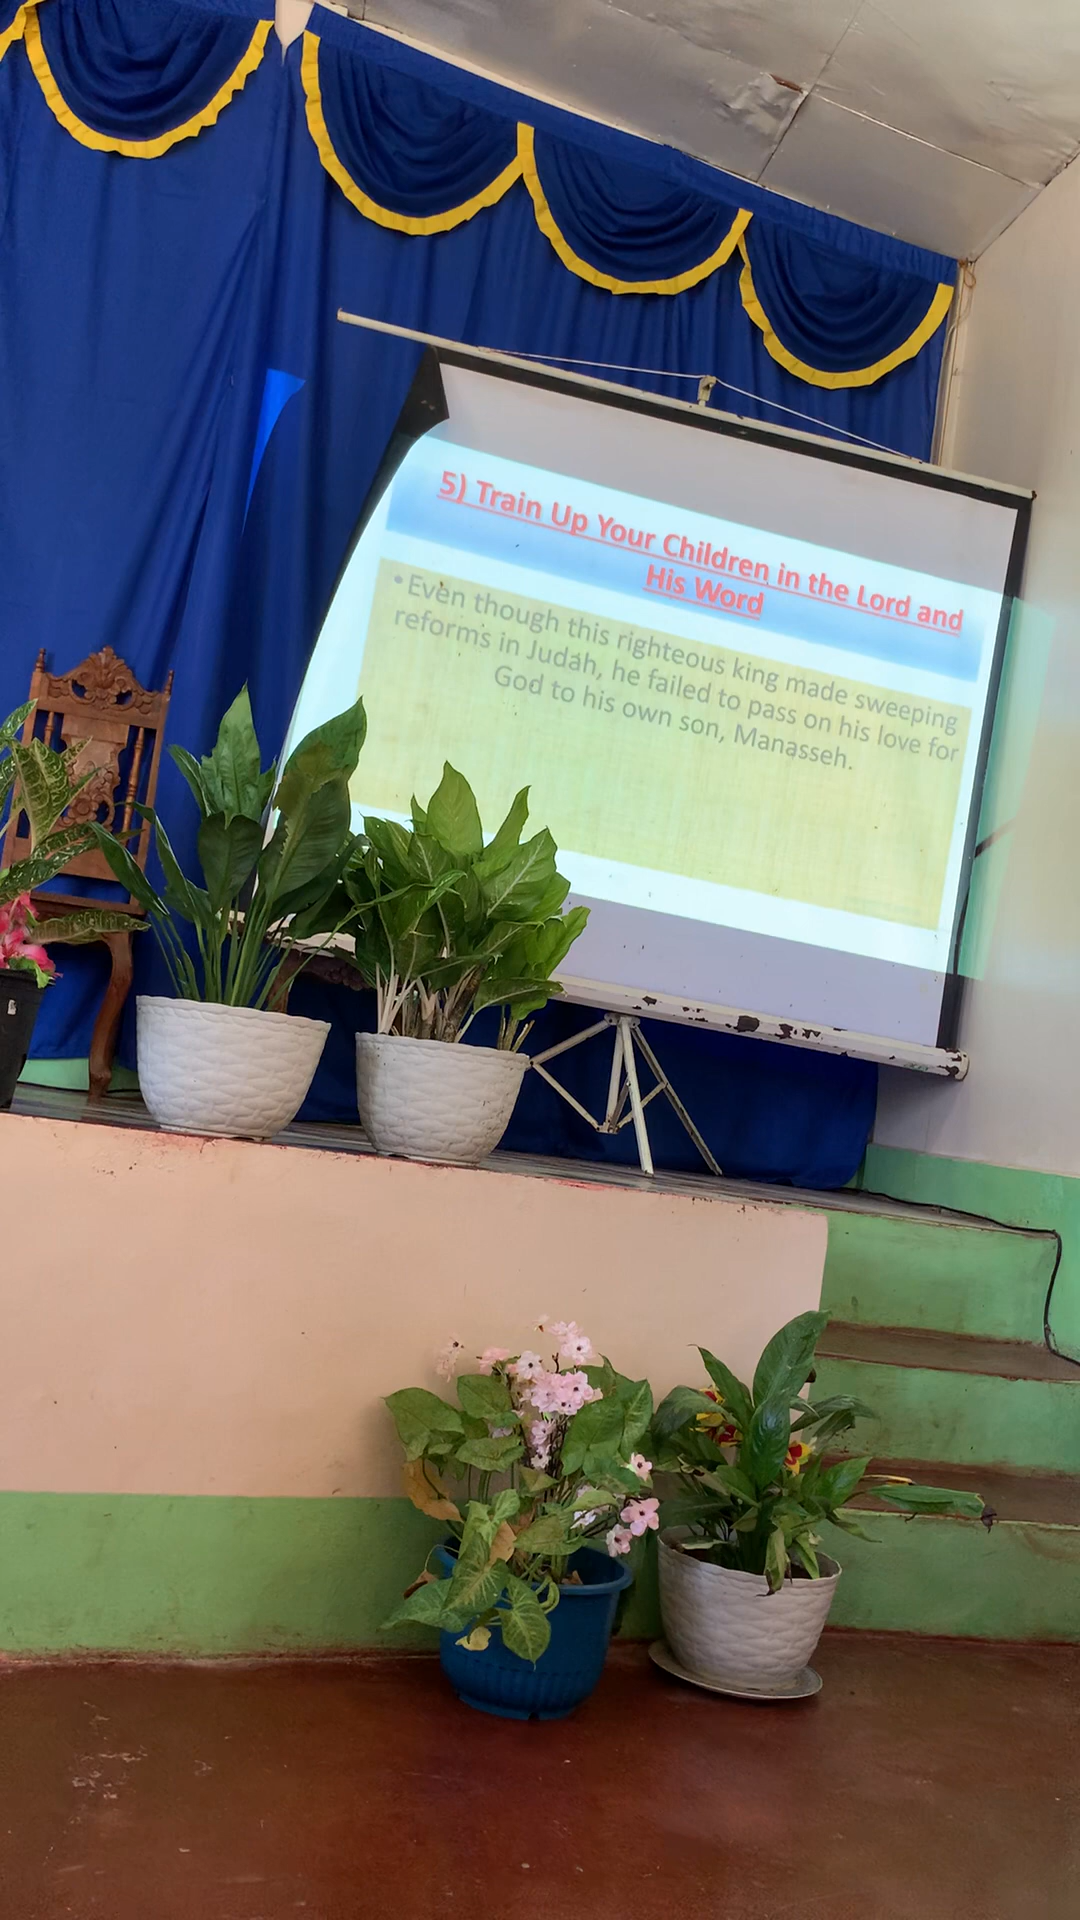 5) Train Up Your Children in the Lord and
His Word
• Even though this righteous king made sweeping
reforms in Judah, he failed to pass on his love for
God to his own son, Manasseh.